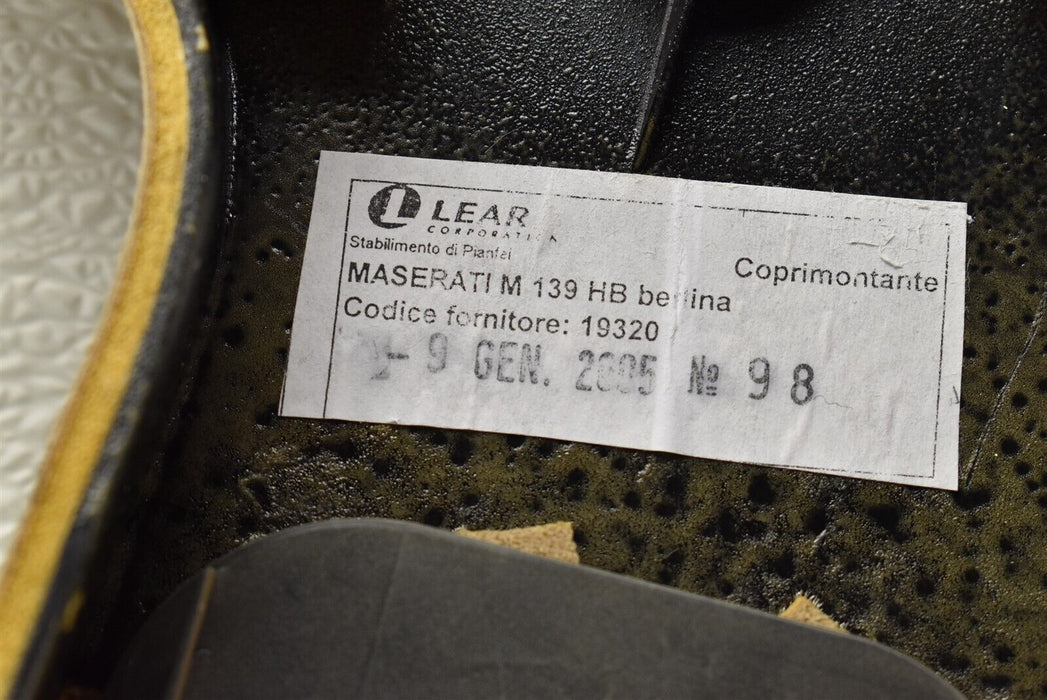 LEAR
CORPORATION
Stabilimento di Pianfei
Coprimontante
MASERATI M 139 HB berlina
Codice fornitore: 19320
- 9 GEN. 2005 № 98